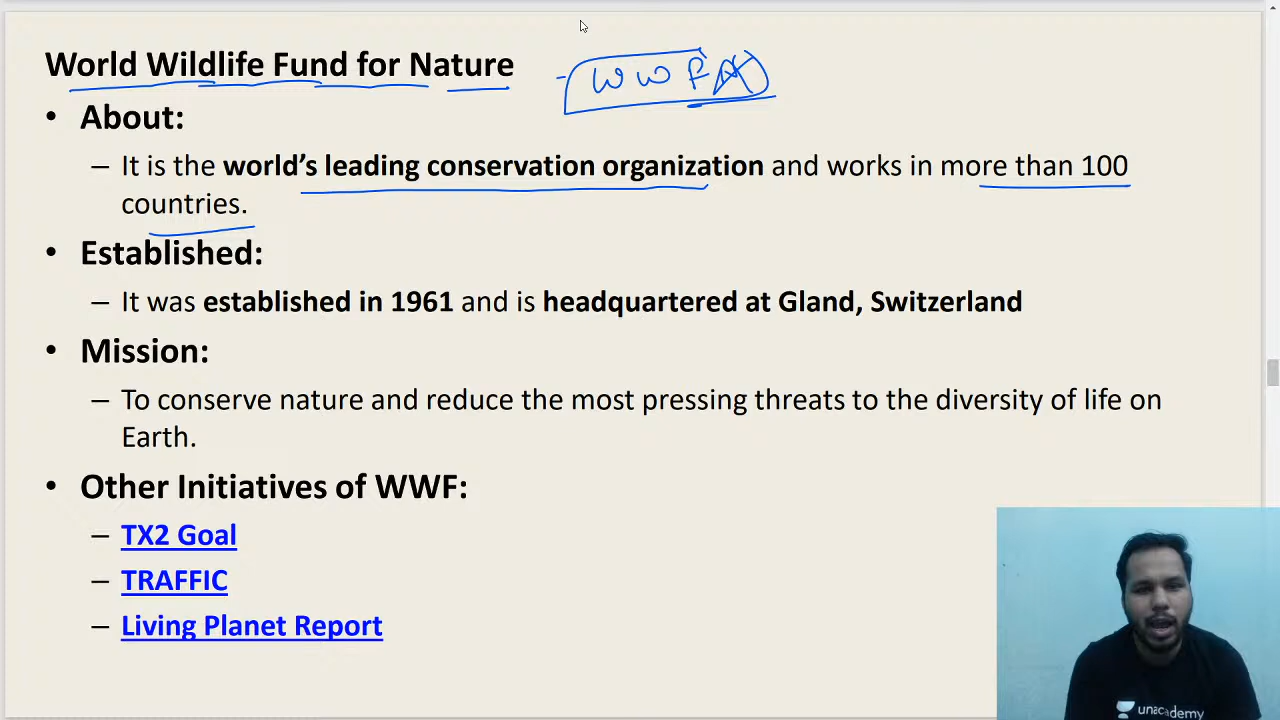 World Wildlife Fund for Nature
WWF
• About:
– It is the world's leading conservation organization and works in more than 100
countries.
• Established:
– It was established in 1961 and is headquartered at Gland, Switzerland
• Mission:
– To conserve nature and reduce the most pressing threats to the diversity of life on
Earth.
• Other Initiatives of WWF:
– TX2 Goal
– TRAFFIC
– Living Planet Report
unacademy